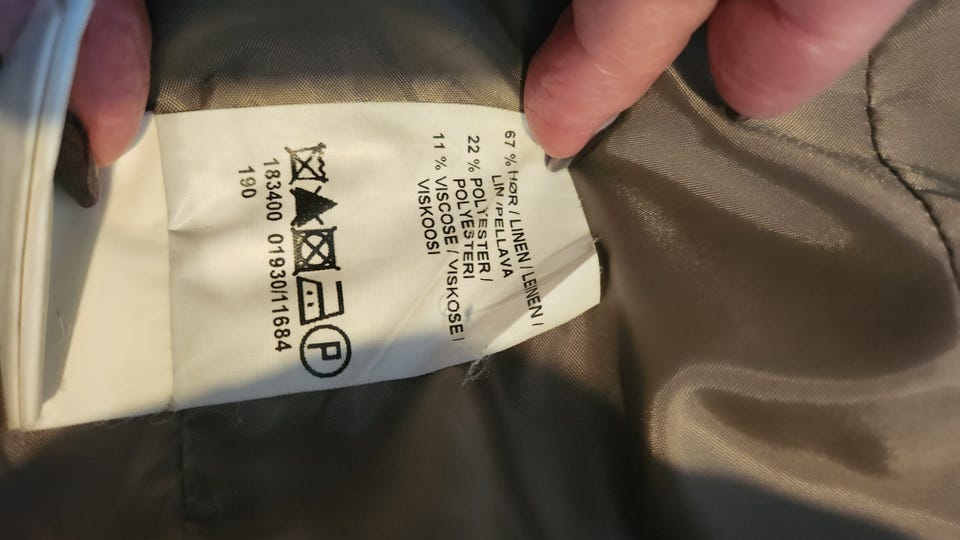 67 % HØR / LINEN / LEINEN /
LIN / PELLAVA
22 % POLYESTER /
POLYESTERI
11 % VISCOSE / VISKOSE /
VISKOOSI
P
183400 01930/11684
190